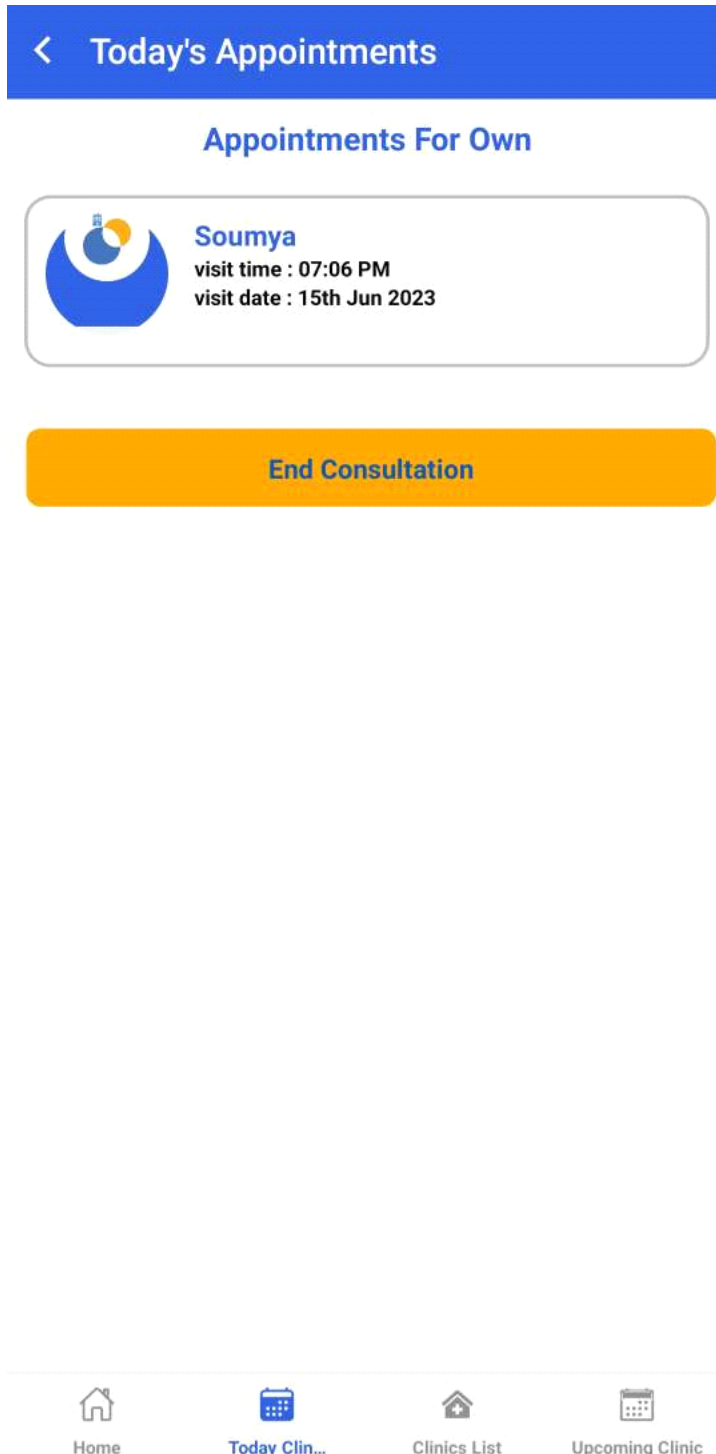 Today's Appointments
Appointments For Own
Soumya
visit time : 07:06 PM
visit date : 15th Jun 2023
End Consultation
Home
Today Clin...
Clinics List
Upcoming Clinic